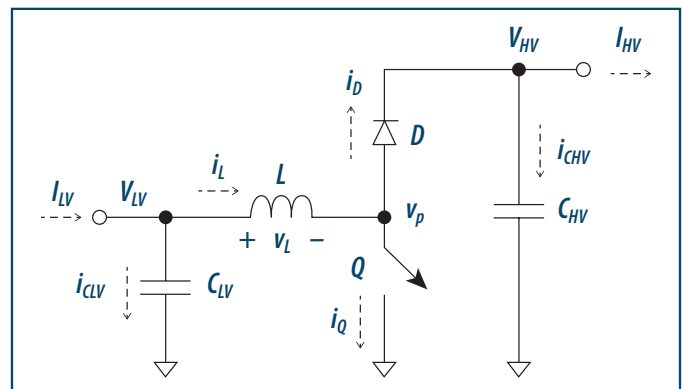 V_HV I_HV
i_D
D
i_CHV
i_L L
I_LV V_LV
C_HV
v_p
+ v_L −
Q
i_CLV C_LV
i_Q